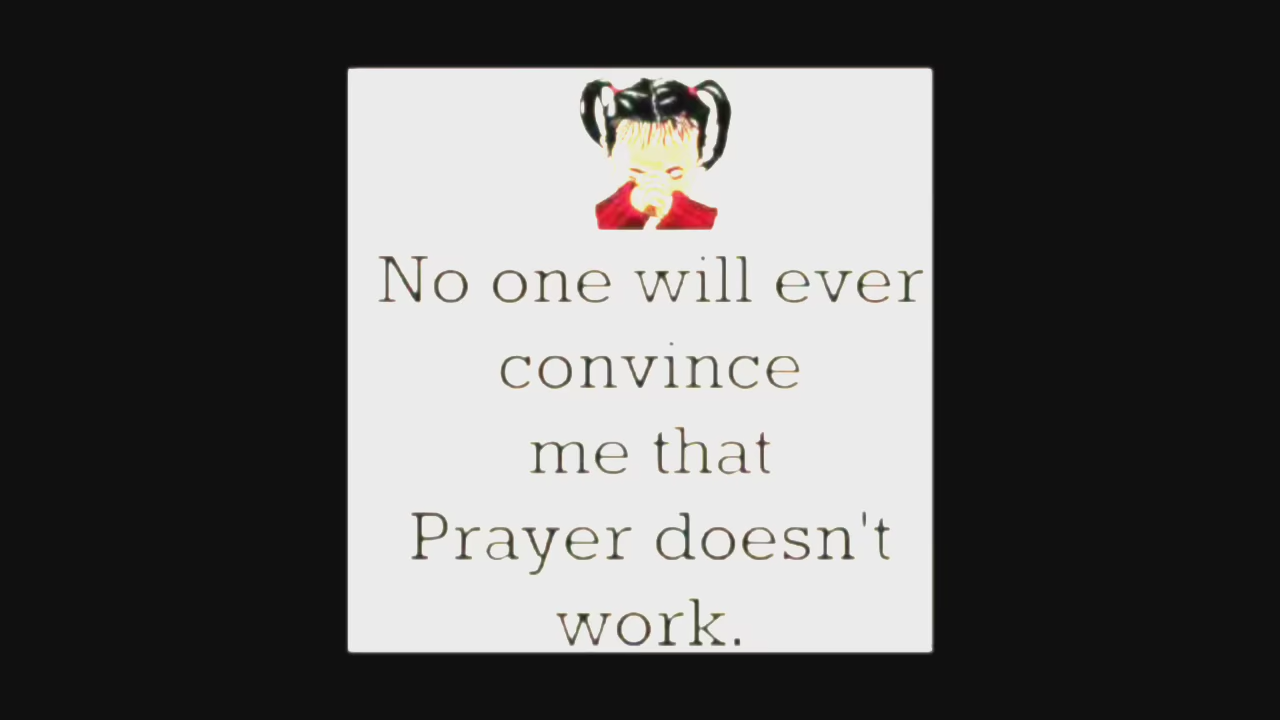 No one will ever
convince
me that
Prayer doesn't
work.